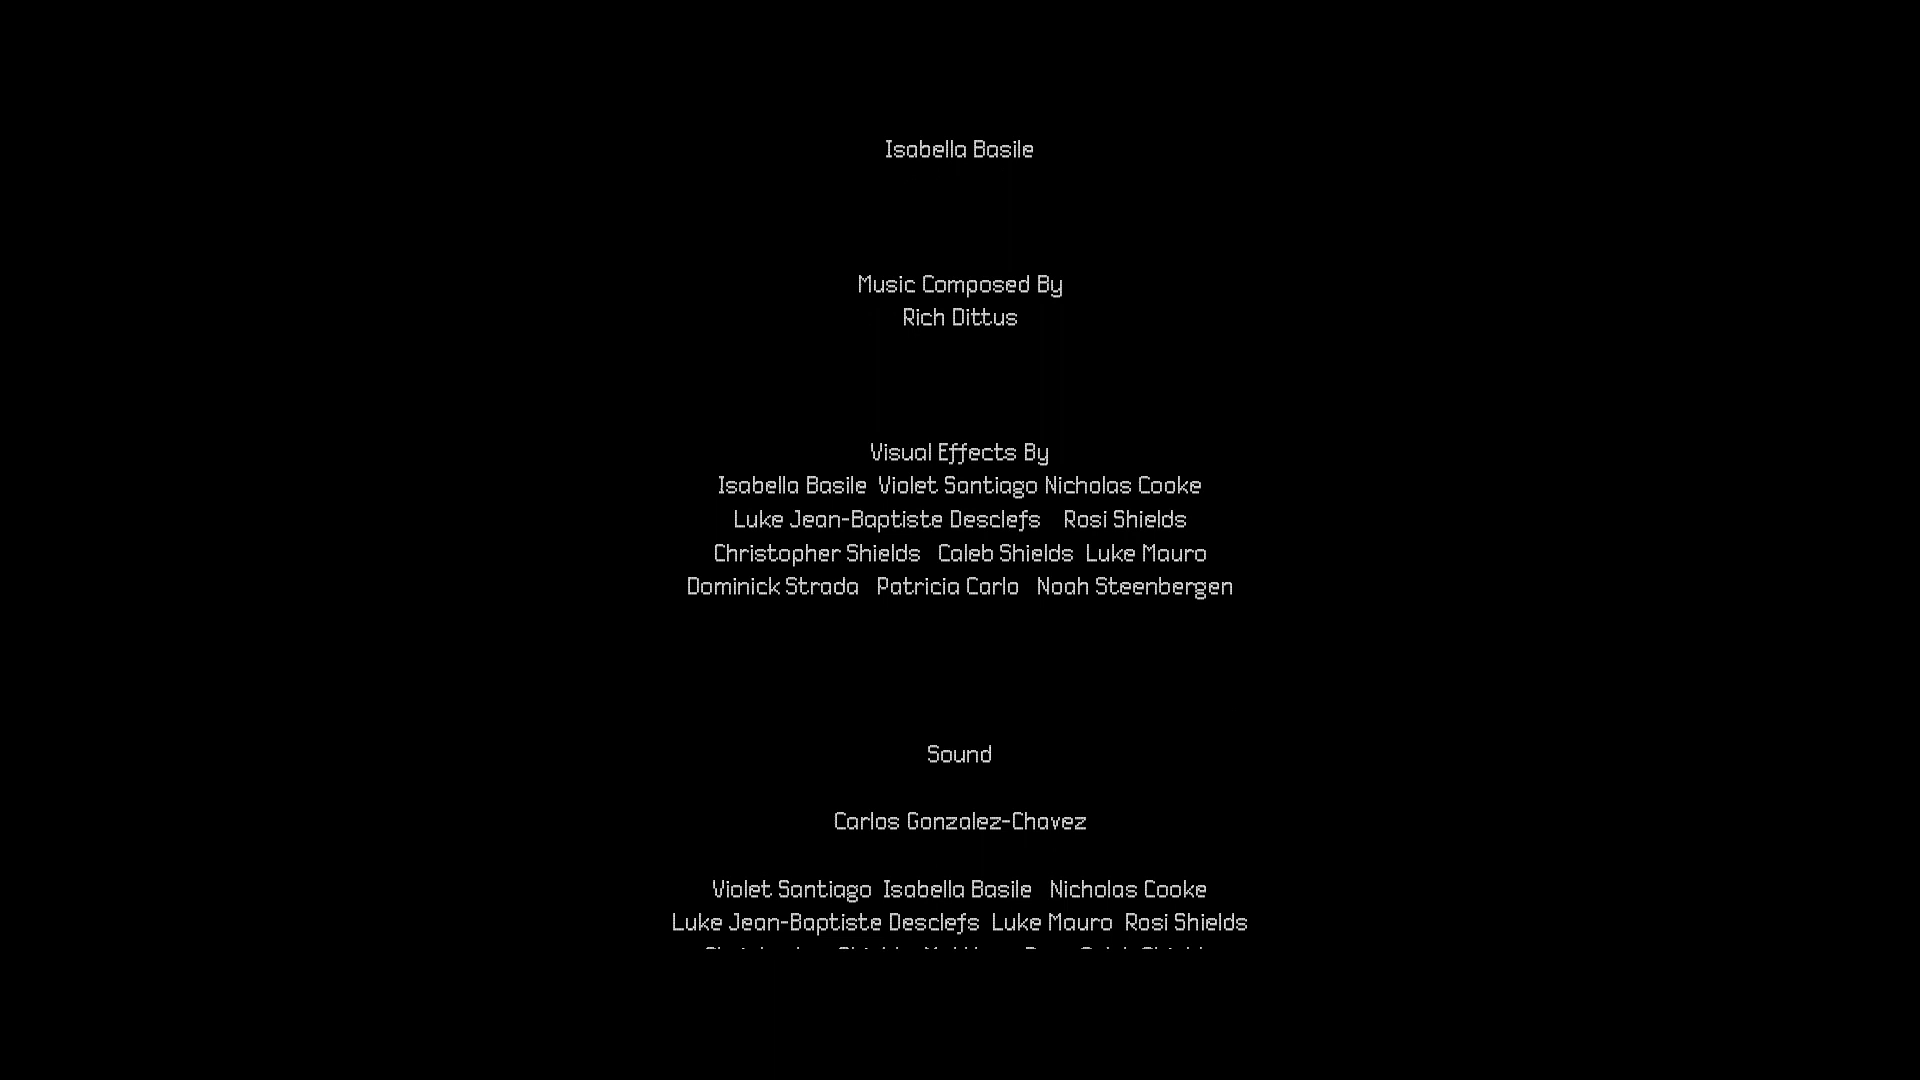 Isabella Basile
Music Composed By
Rich Dittus
Visual Effects By
Isabella Basile Violet Santiago Nicholas Cooke
Luke Jean-Baptiste Desclefs Rosi Shields
Christopher Shields Caleb Shields Luke Mauro
Dominick Strada Patricia Carlo Noah Steenbergen
Sound
Carlos Gonzalez-Chavez
Violet Santiago Isabella Basile Nicholas Cooke
Luke Jean-Baptiste Desclefs Luke Mauro Rosi Shields